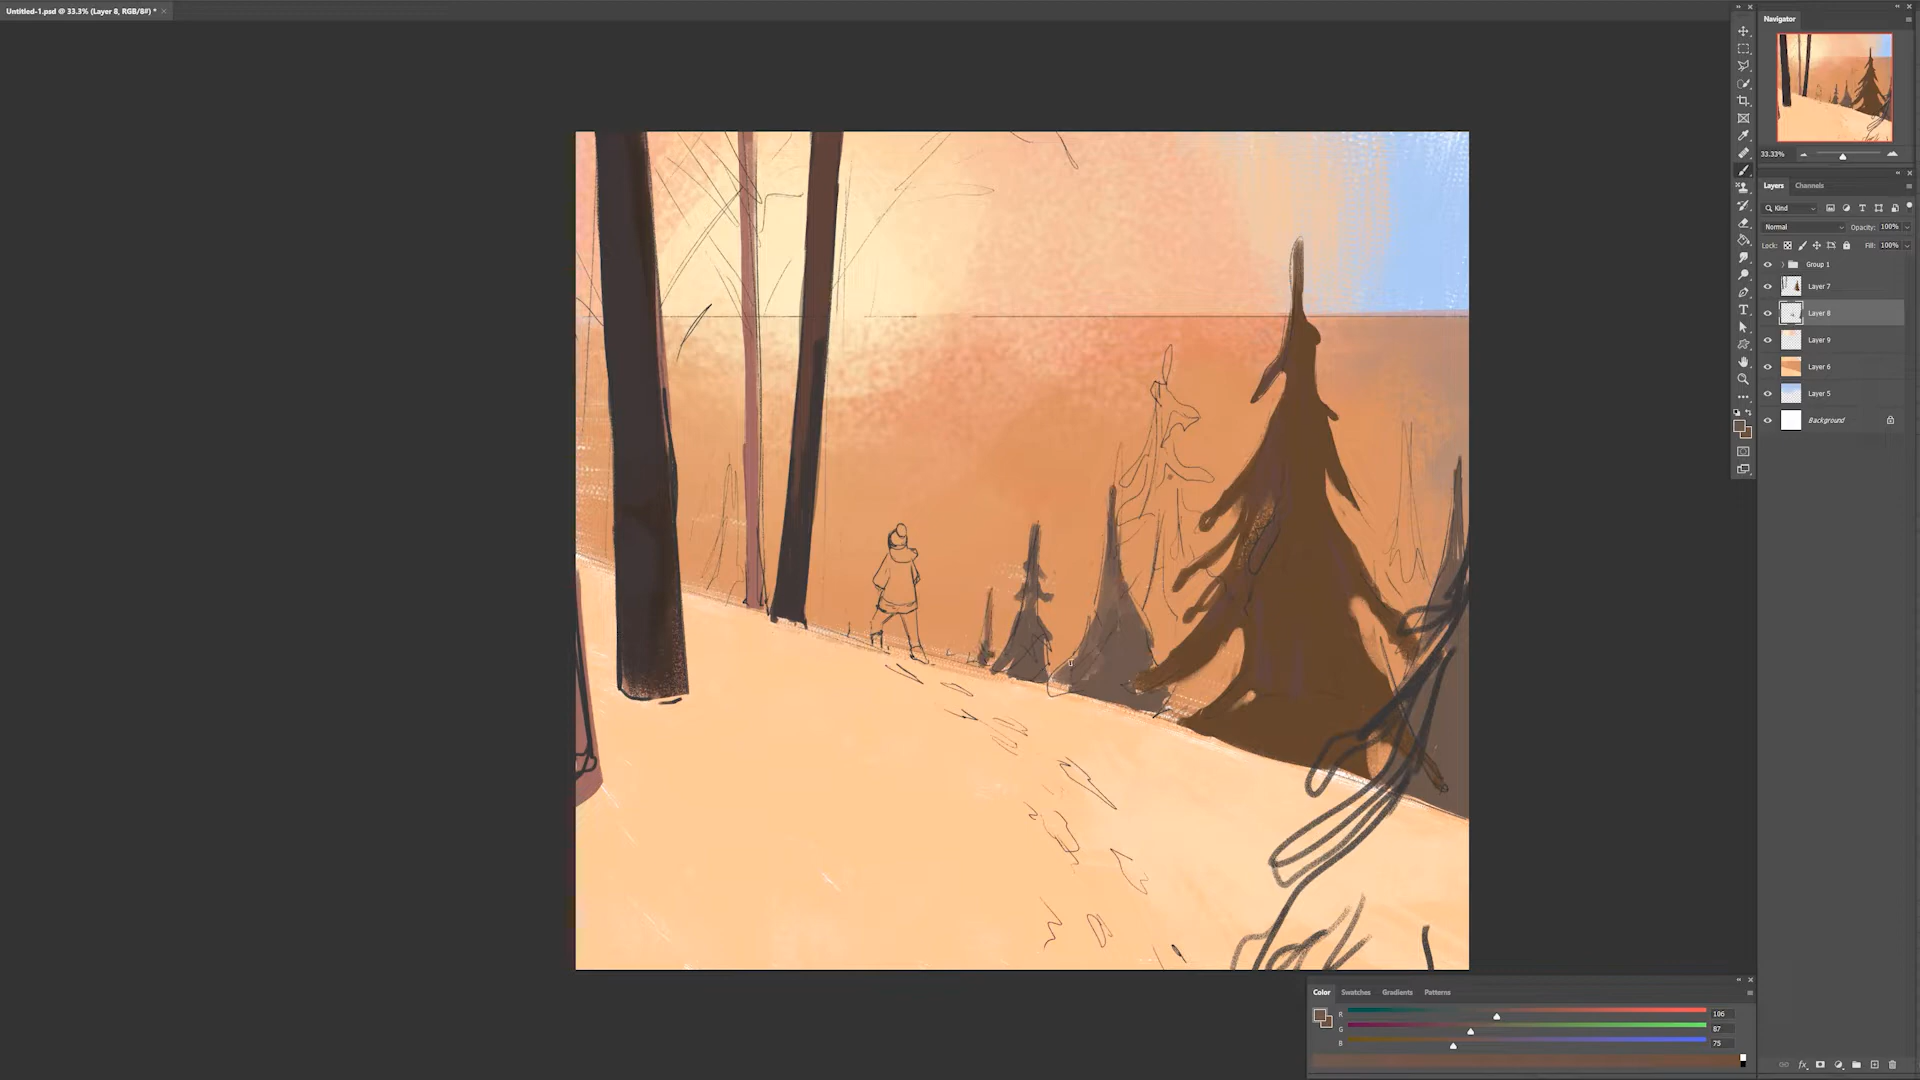 Untitled-1.psd @ 33.3% (Layer 8, RGB/8#) *
Navigator
33.33%
Layers Channels
Kind
Normal Opacity: 100%
Lock: Fill: 100%
Group 1
Layer 7
Layer 8
Layer 9
Layer 6
Layer 5
Background
Color Swatches Gradients Patterns
R 106
G 87
B 75